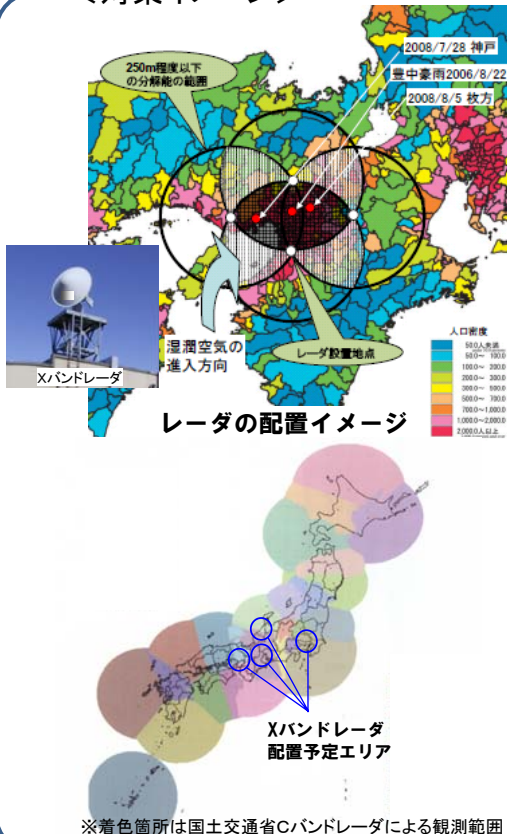 2008/7/28 神戸
250m程度以下
の分解能の範囲
豊中豪雨2006/8/22
2008/8/5 枚方
Xバンドレーダ
湿潤空気の
進入方向
レーダ設置地点
人口密度
50.0人未満
50.0～ 100.0
100.0～ 200.0
200.0～ 300.0
300.0～ 500.0
500.0～ 700.0
700.0～1,000.0
1,000.0～2,000.0
2,000.0人以上
レーダの配置イメージ
Xバンドレーダ
配置予定エリア
※着色箇所は国土交通省Cバンドレーダによる観測範囲